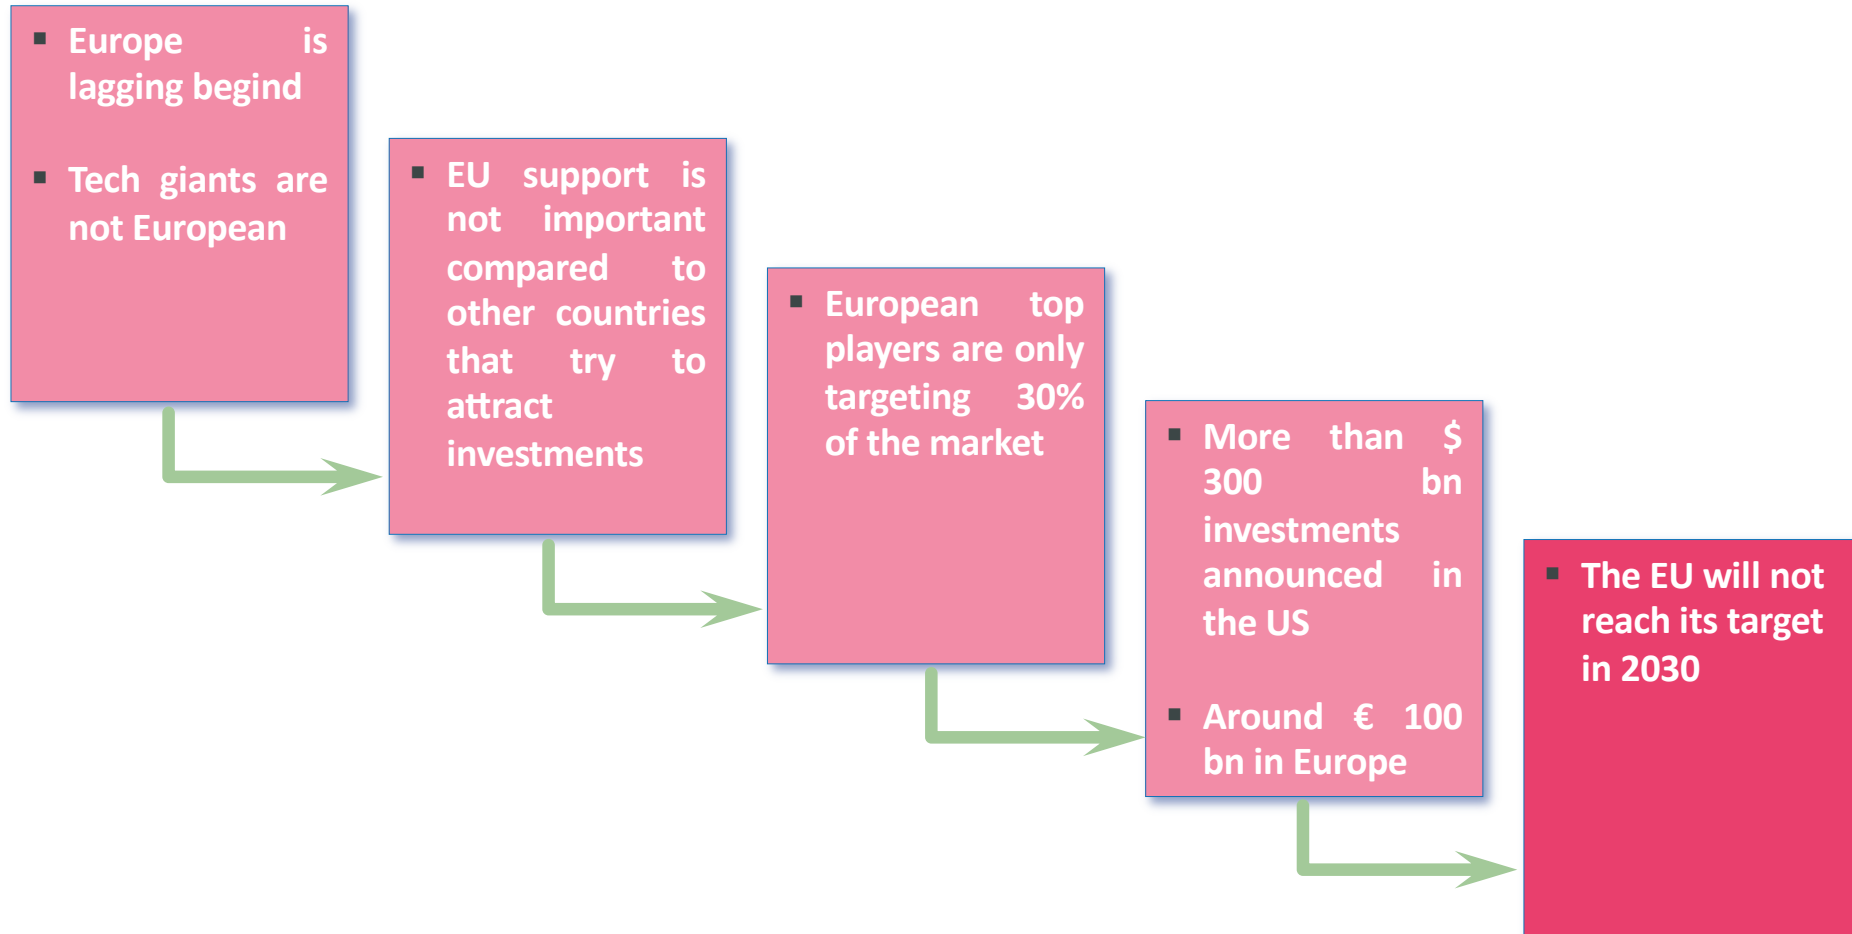 Europe is
lagging begind
Tech giants are
not European
EU support is
not important
compared to
other countries
that try to
attract
investments
European top
players are only
targeting 30%
of the market
More than $
300 bn
investments
announced in
the US
Around € 100
bn in Europe
The EU will not
reach its target
in 2030